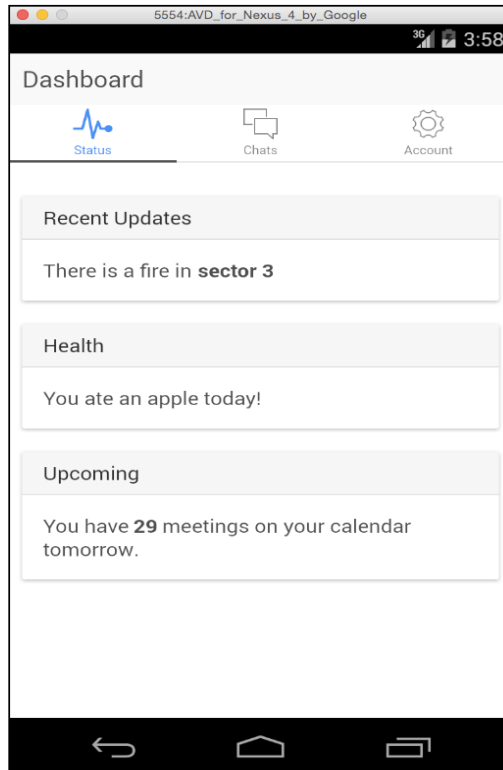 5554:AVD_for_Nexus_4_by_Google
3G 3:58
Dashboard
Status Chats Account
Recent Updates
There is a fire in sector 3
Health
You ate an apple today!
Upcoming
You have 29 meetings on your calendar
tomorrow.